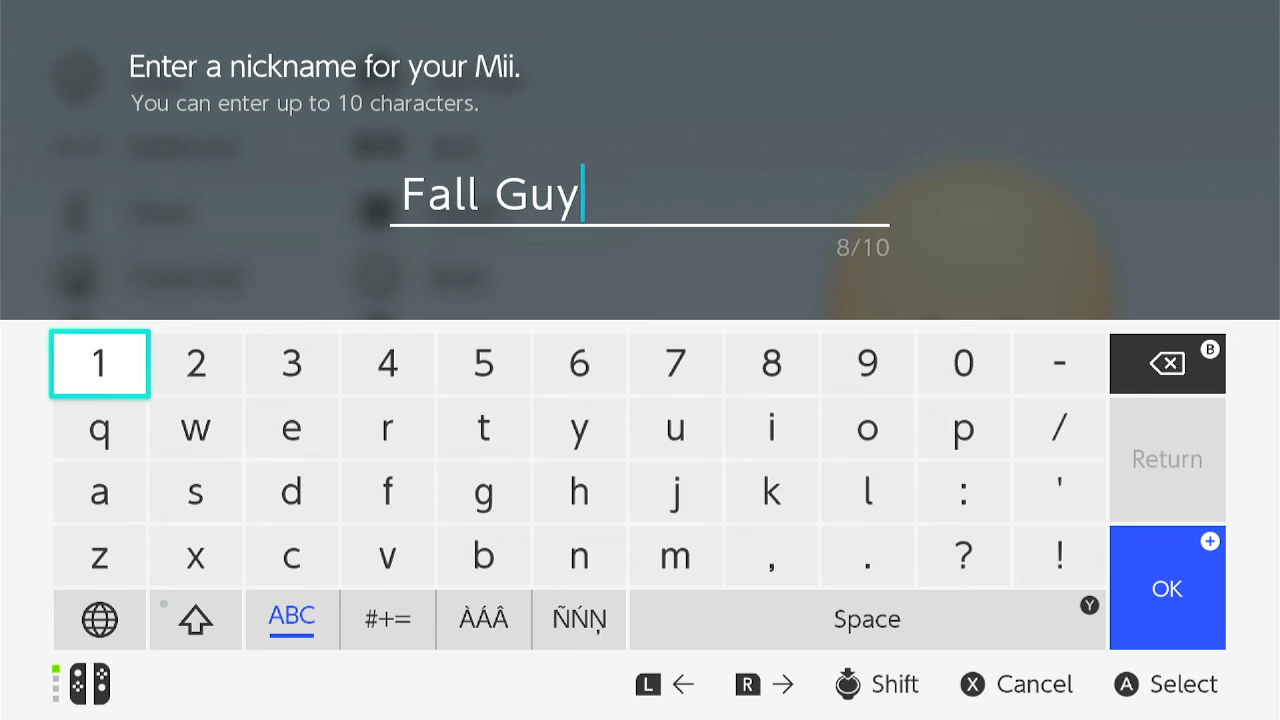 Enter a nickname for your Mii.
You can enter up to 10 characters.
Fall Guy
8/10
1 2 3 4 5 6 7 8 9 0 - B
q w e r t y u i o p /
Return
a s d f g h j k l : '
z x c v b n m , . ? ! +
OK
ABC #+= ÀÁÂ ÑŃŅ Space Y
L ← R → Shift X Cancel A Select